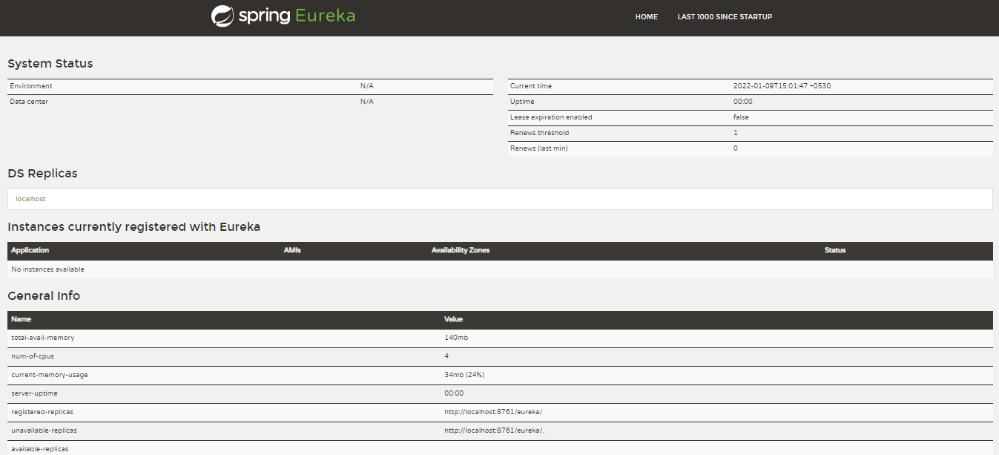 spring Eureka
HOME LAST 1000 SINCE STARTUP
System Status
Environment N/A
Data center N/A
Current time 2022-01-09T15:01:47 +0530
Uptime 00:00
Lease expiration enabled false
Renews threshold 1
Renews (last min) 0
DS Replicas
localhost
Instances currently registered with Eureka
Application AMIs Availability Zones Status
No instances available
General Info
Name Value
total-avail-memory 140mb
num-of-cpus 4
current-memory-usage 34mb (24%)
server-uptime 00:00
registered-replicas http://localhost:8761/eureka/
unavailable-replicas http://localhost:8761/eureka/,
available-replicas